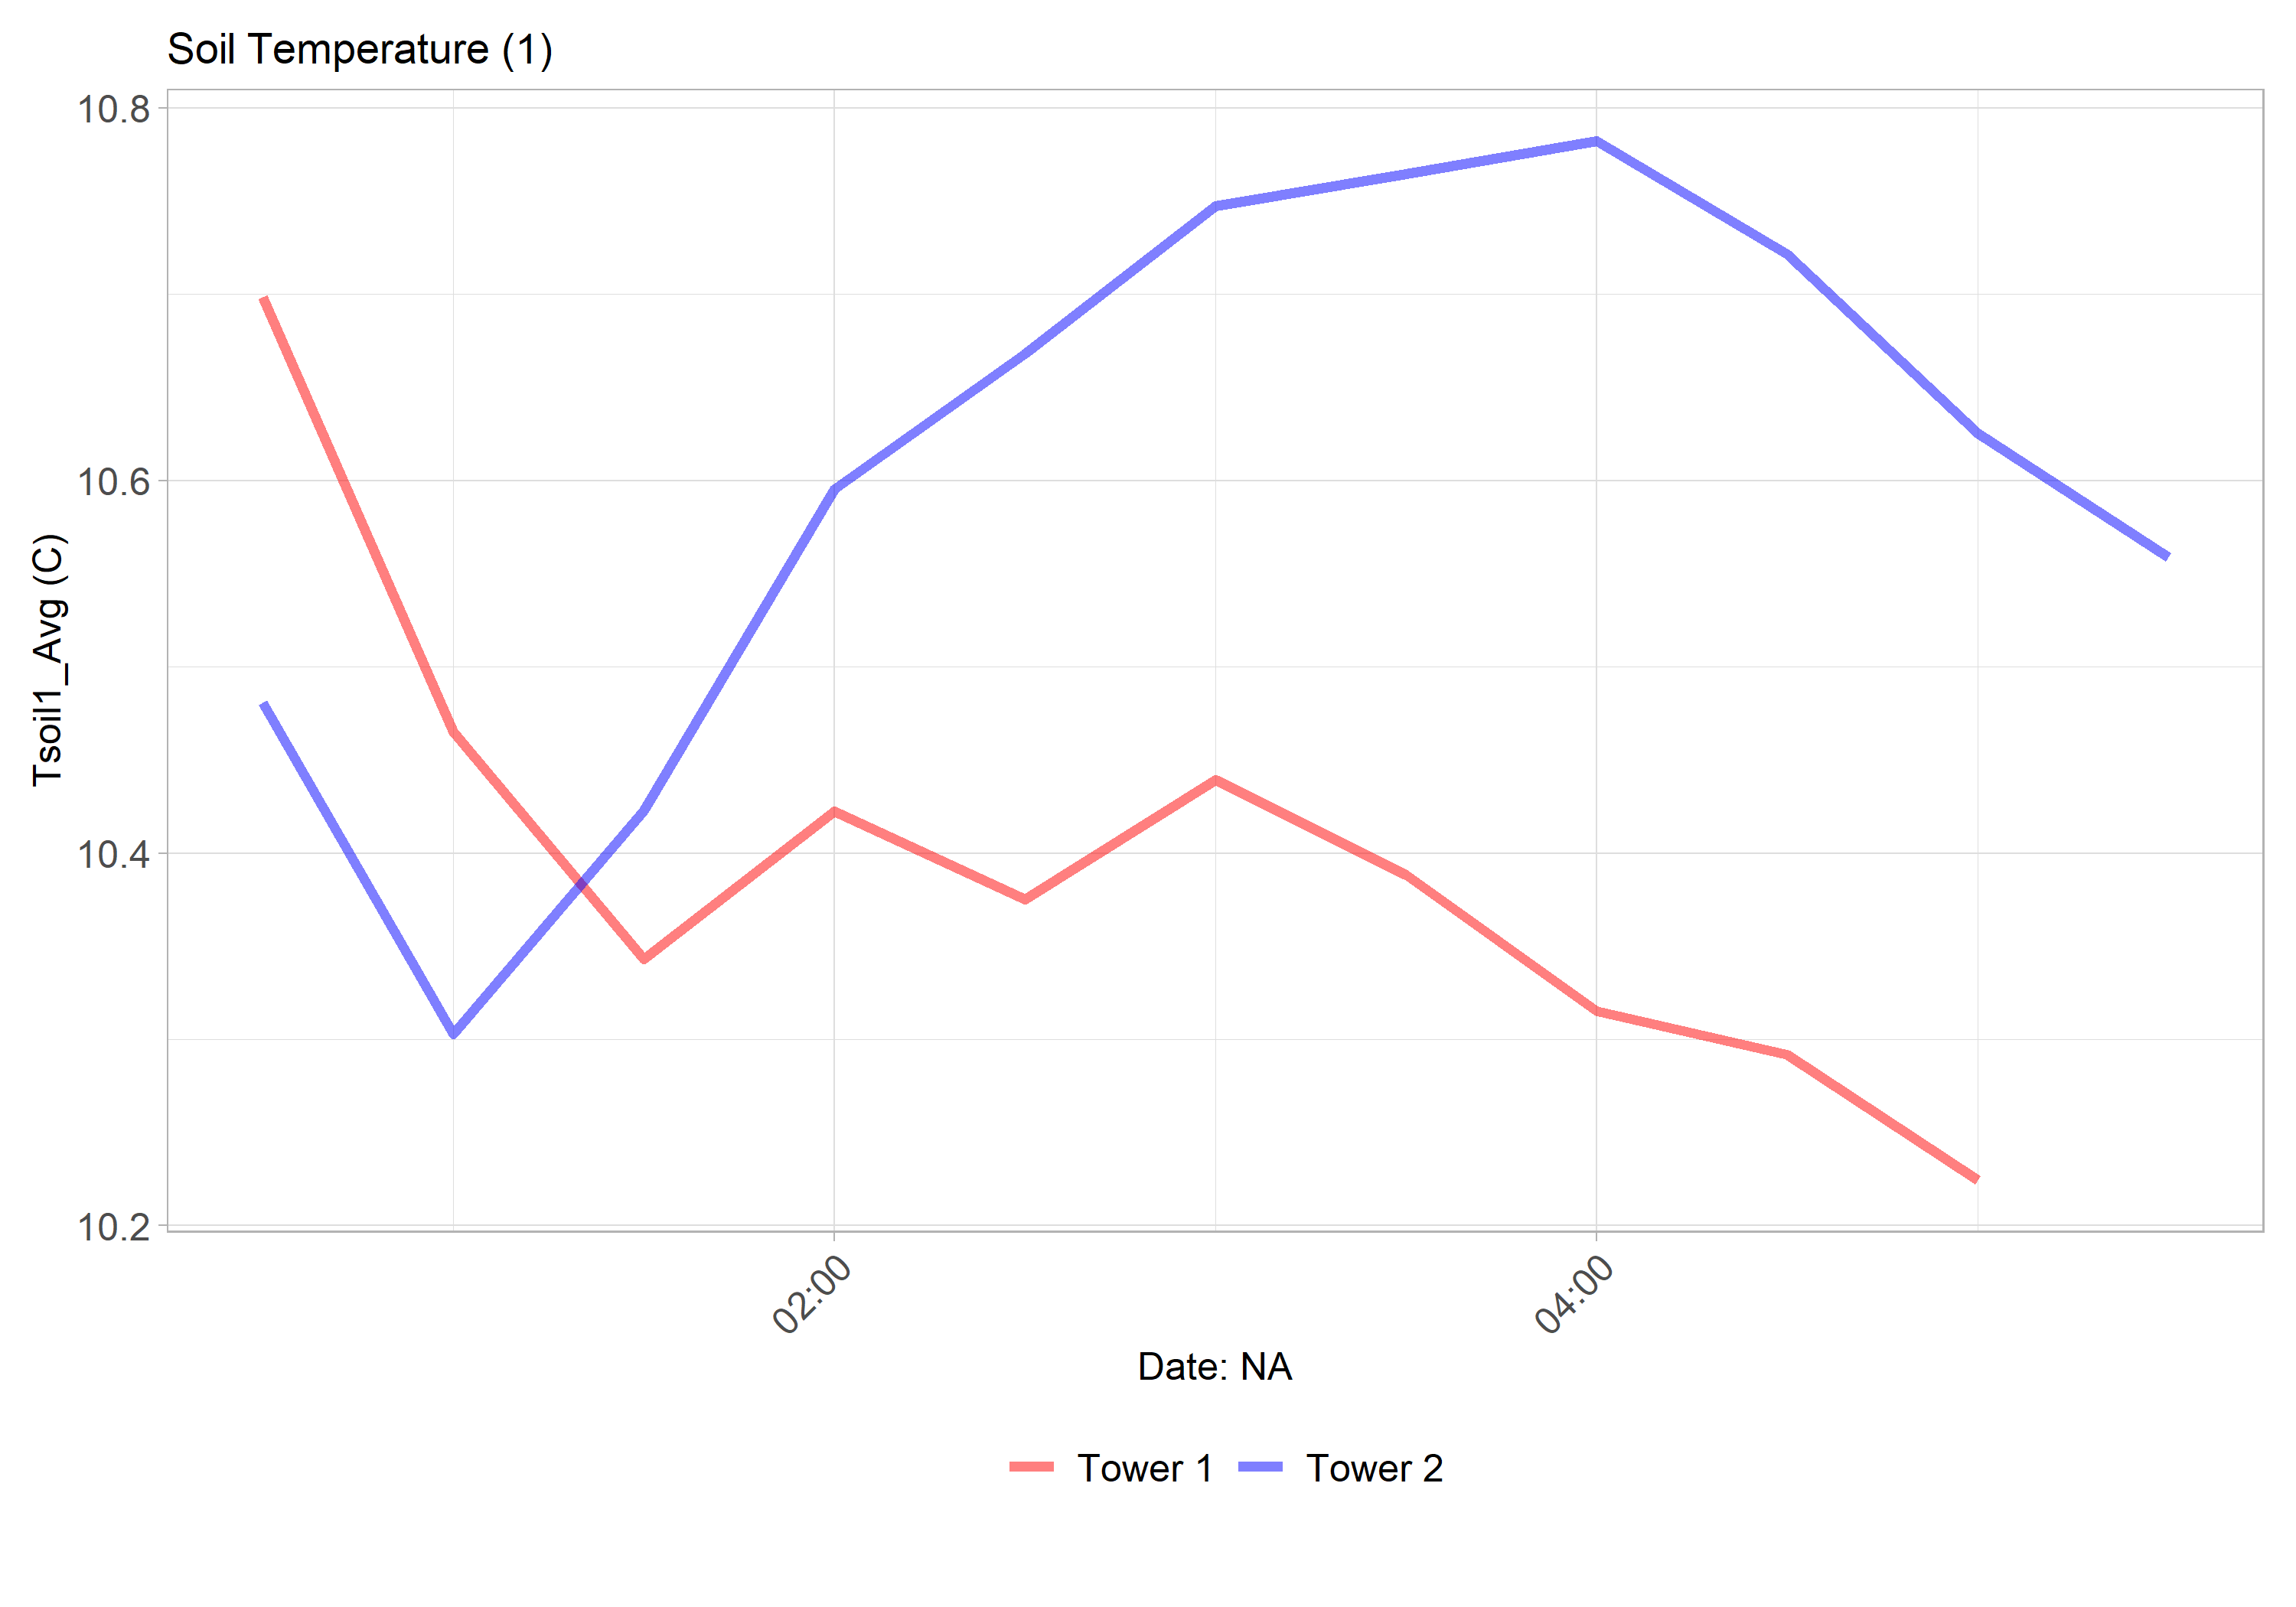 Soil Temperature (1)
10.8
10.6
10.4
10.2
Tsoil1_Avg (C)
02:00
04:00
Date: NA
Tower 1
Tower 2